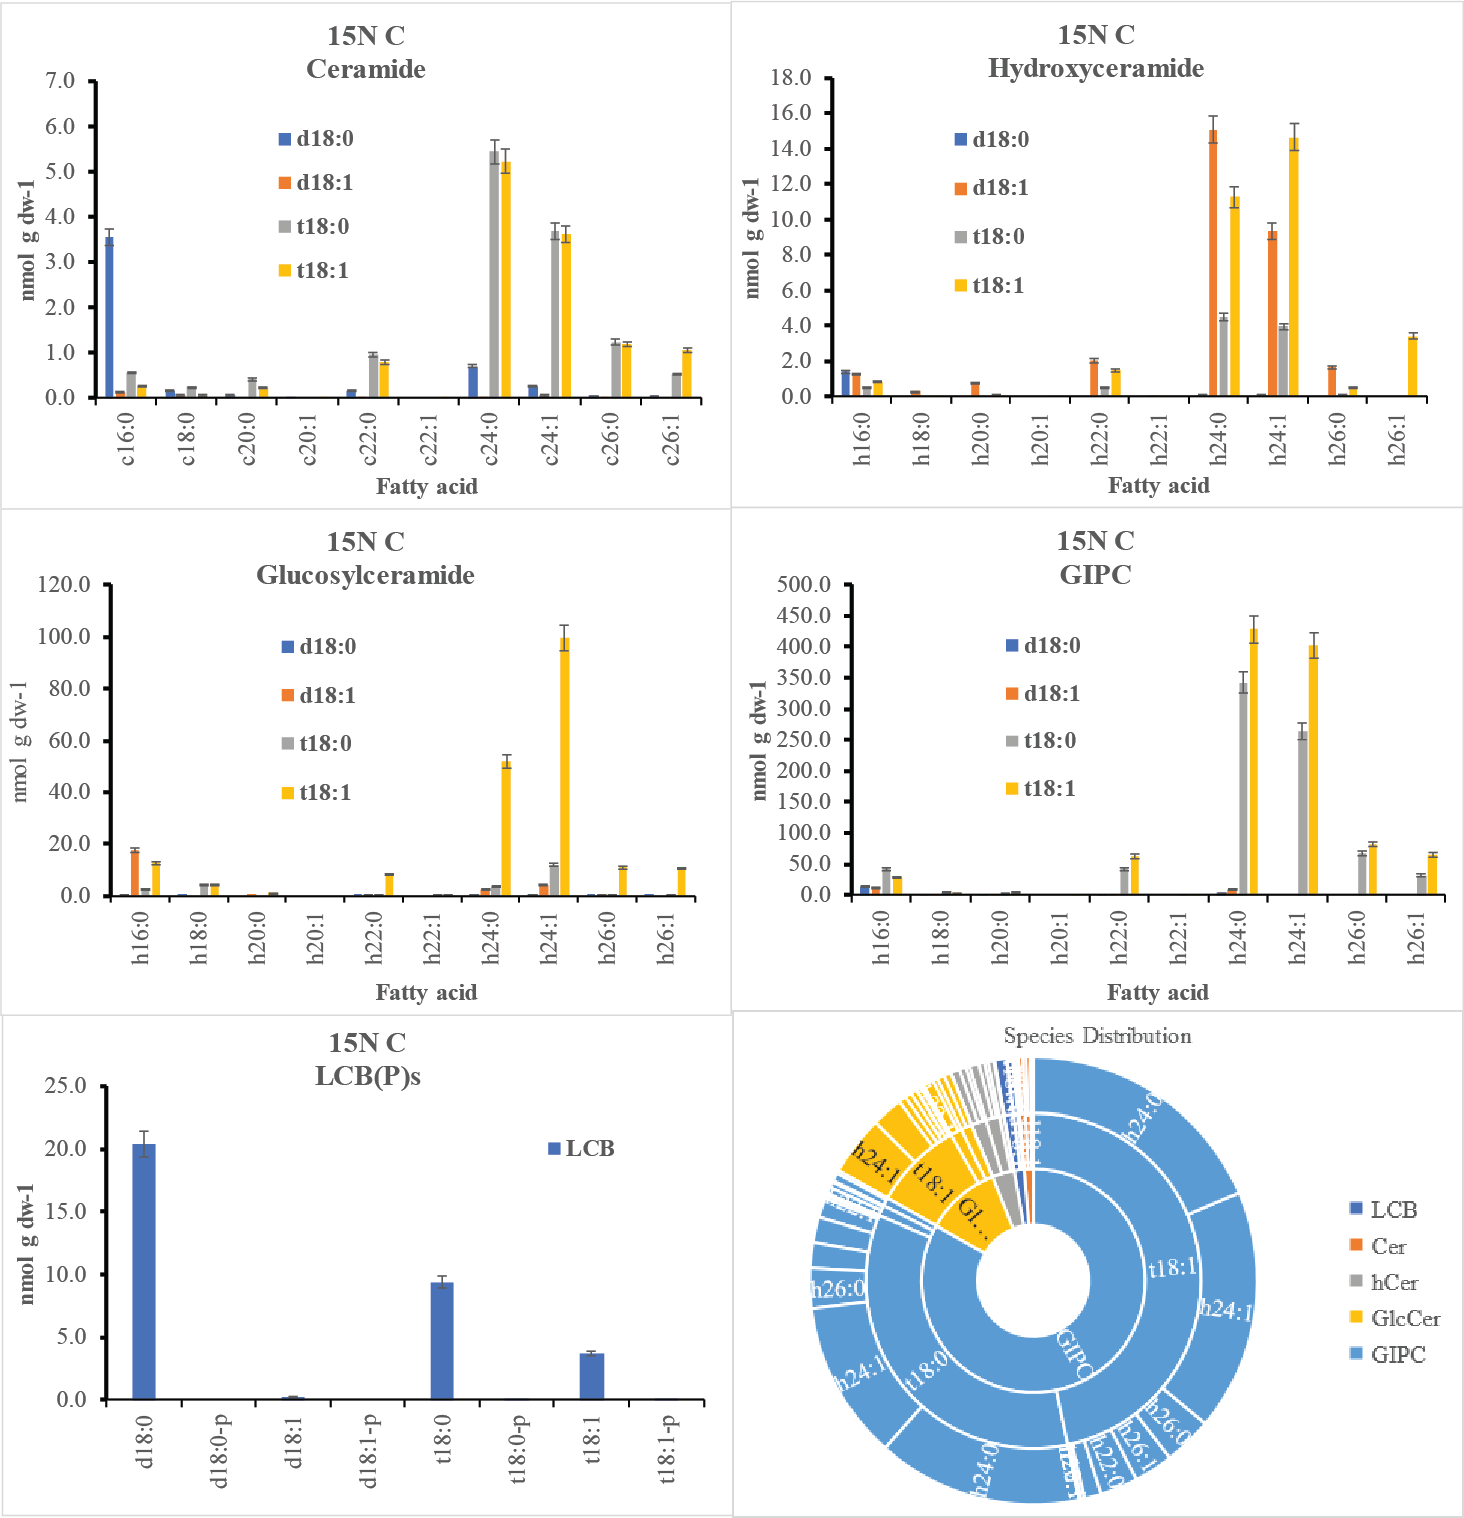 15N C
Ceramide
7.0
6.0
5.0
4.0
3.0
2.0
1.0
0.0
nmol g dw-1
d18:0
d18:1
t18:0
t18:1
c16:0
c18:0
c20:0
c20:1
c22:0
c22:1
c24:0
c24:1
c26:0
c26:1
Fatty acid
15N C
Hydroxyceramide
18.0
16.0
14.0
12.0
10.0
8.0
6.0
4.0
2.0
0.0
nmol g dw-1
d18:0
d18:1
t18:0
t18:1
h16:0
h18:0
h20:0
h20:1
h22:0
h22:1
h24:0
h24:1
h26:0
h26:1
Fatty acid
15N C
Glucosylceramide
120.0
100.0
80.0
60.0
40.0
20.0
0.0
nmol g dw-1
d18:0
d18:1
t18:0
t18:1
h16:0
h18:0
h20:0
h20:1
h22:0
h22:1
h24:0
h24:1
h26:0
h26:1
Fatty acid
15N C
GIPC
500.0
450.0
400.0
350.0
300.0
250.0
200.0
150.0
100.0
50.0
0.0
nmol g dw-1
d18:0
d18:1
t18:0
t18:1
h16:0
h18:0
h20:0
h20:1
h22:0
h22:1
h24:0
h24:1
h26:0
h26:1
Fatty acid
15N C
LCB(P)s
25.0
20.0
15.0
10.0
5.0
0.0
nmol g dw-1
LCB
d18:0
d18:0-p
d18:1
d18:1-p
t18:0
t18:0-p
t18:1
t18:1-p
Species Distribution
h24:0
h24:1
h26:0
h26:1
h22:0
h24:0
h24:1
h26:0
h24:1
t18:1
t18:0
t18:1
GIPC
Gl...
LCB
Cer
hCer
GlcCer
GIPC